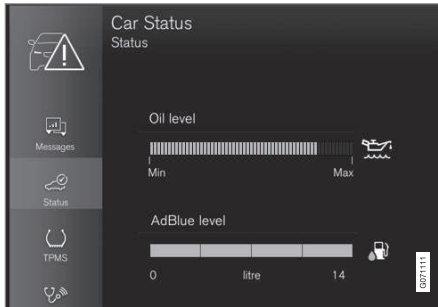 Car Status
Status
Messages
Status
TPMS
Oil level
Min Max
AdBlue level
0 litre 14
G071111